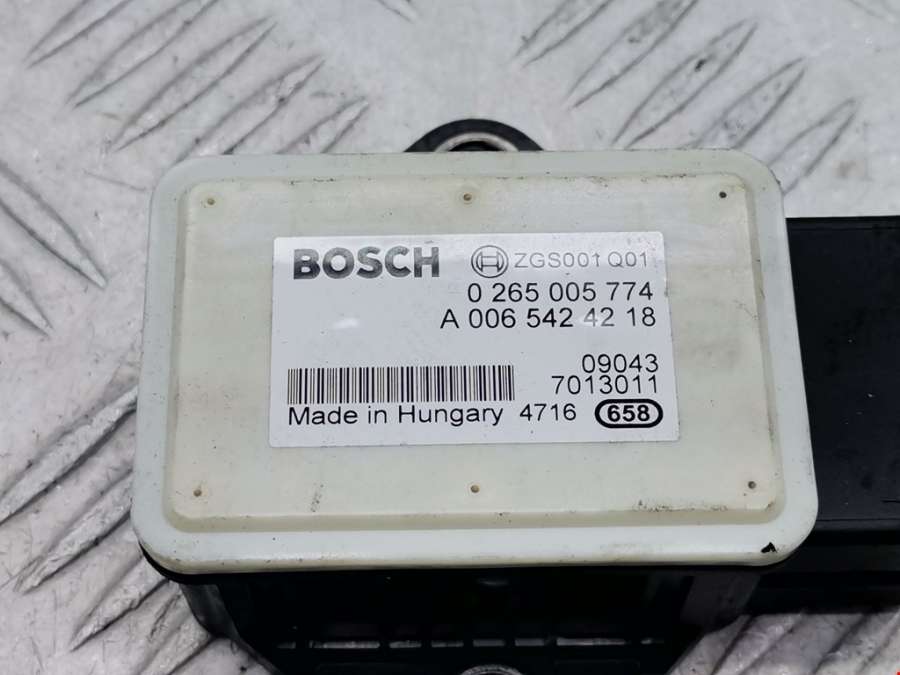 BOSCH ZGS001 Q01
0 265 005 774
A 006 542 42 18
09043
7013011
Made in Hungary 4716 658